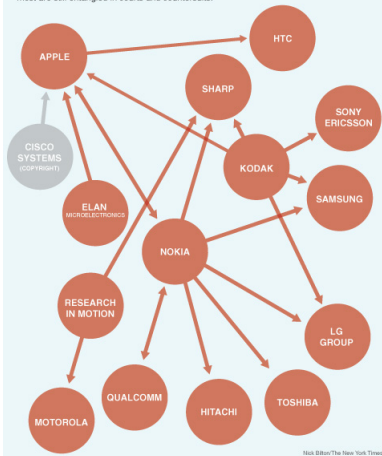 HTC
APPLE
SHARP
SONY
ERICSSON
CISCO
SYSTEMS
(COPYRIGHT)
KODAK
SAMSUNG
ELAN
MICROELECTRONICS
NOKIA
RESEARCH
IN MOTION
LG
GROUP
QUALCOMM
HITACHI
TOSHIBA
MOTOROLA
Nick Bilton/The New York Times